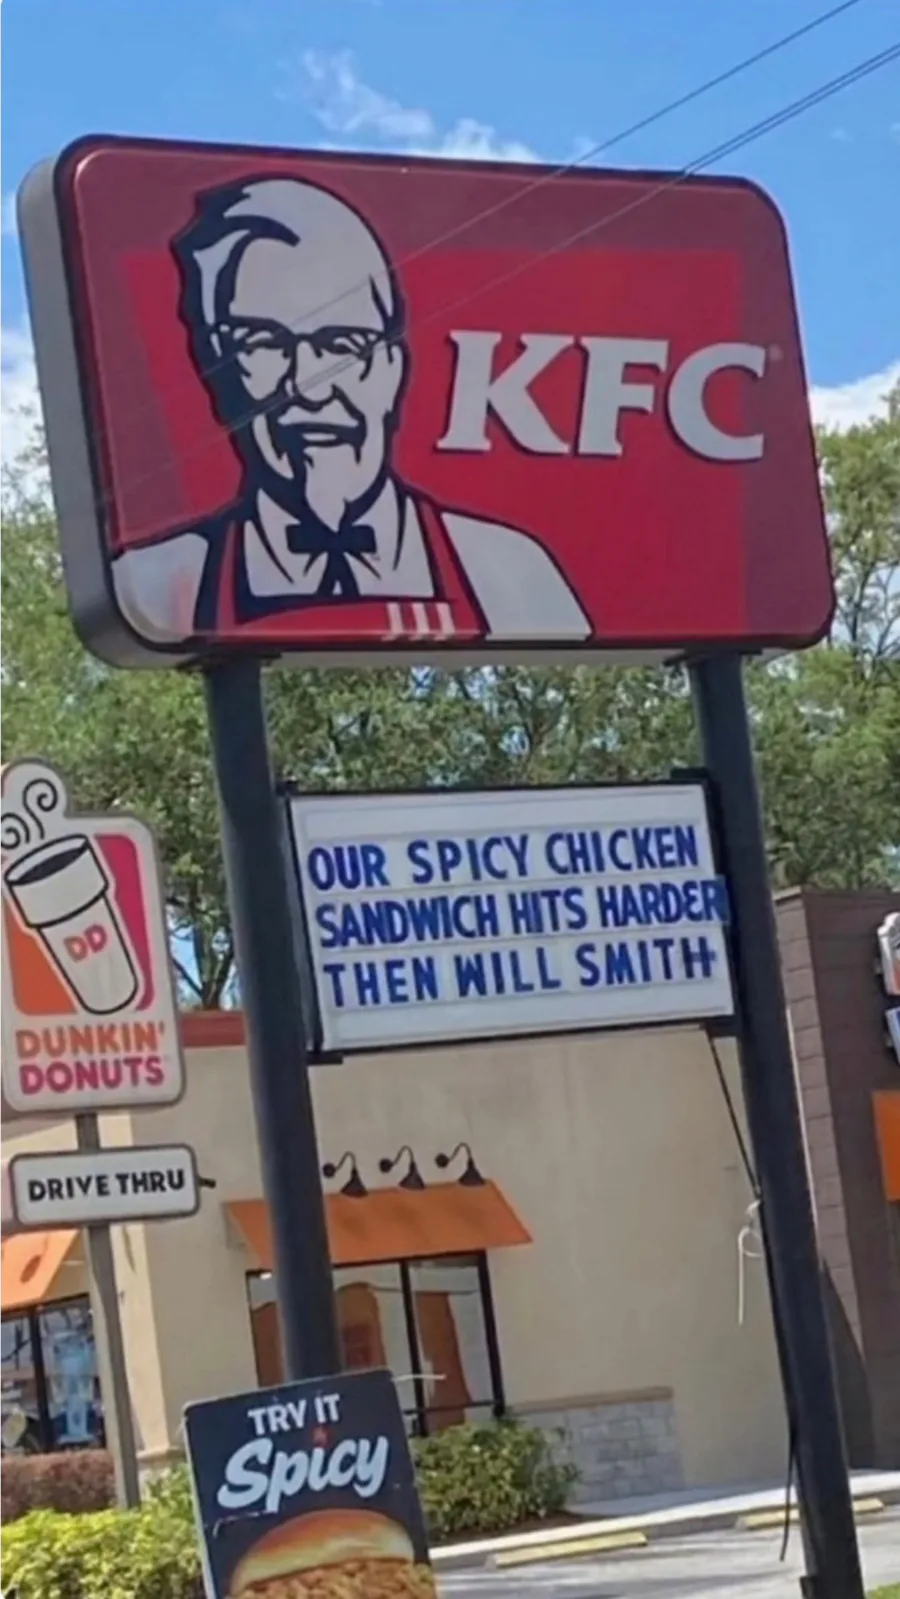 KFC
OUR SPICY CHICKEN
SANDWICH HITS HARDER
THEN WILL SMITH
DD
DUNKIN'
DONUTS
DRIVE THRU
TRY IT
Spicy